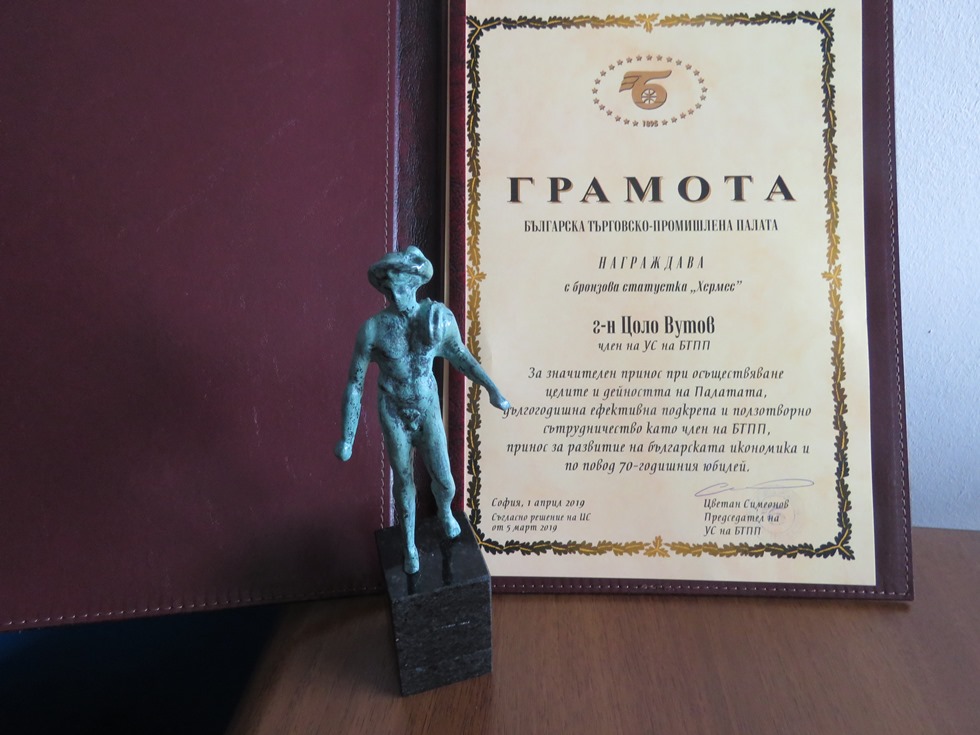 1895
ГРАМОТА
БЪЛГАРСКА ТЪРГОВСКО-ПРОМИШЛЕНА ПАЛАТА
НАГРАЖДАВА
с бронзова статуетка „Хермес”
г-н Цоло Вутов
член на УС на БТПП
За значителен принос при осъществяване
целите и дейността на Палатата,
дългогодишна ефективна подкрепа и ползотворно
сътрудничество като член на БТПП,
принос за развитие на българската икономика и
по повод 70-годишния юбилей.
София, 1 април 2019
Съгласно решение на ИС
от 5 март 2019
Цветан Симеонов
Председател на
УС на БТПП